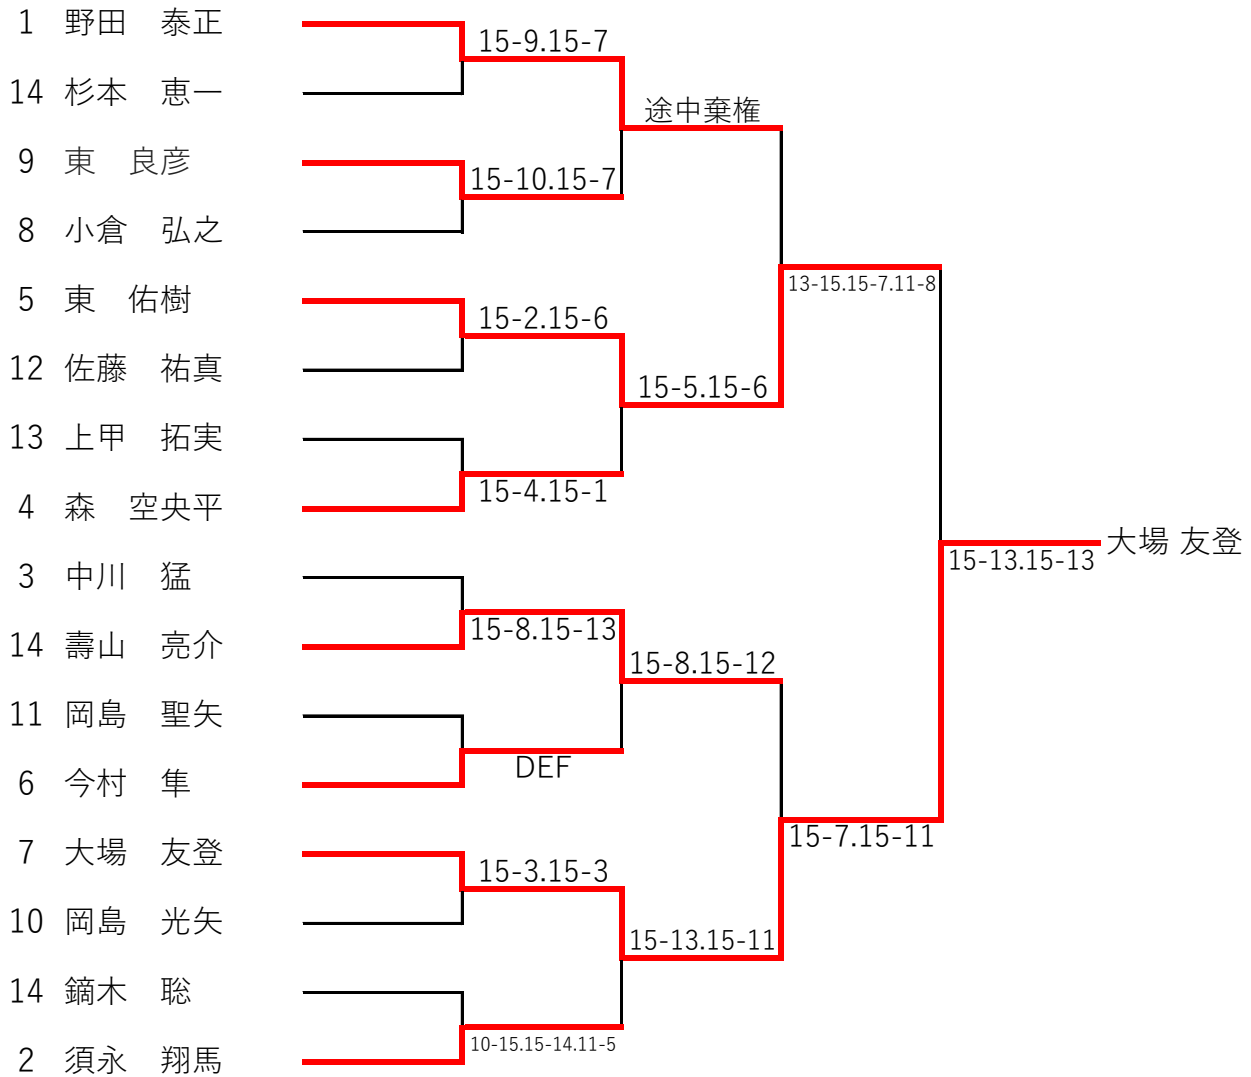 1 野田　泰正
15-9.15-7
14 杉本　恵一
途中棄権
9 東　良彦
15-10.15-7
8 小倉　弘之
13-15.15-7.11-8
5 東　佑樹
15-2.15-6
12 佐藤　祐真
15-5.15-6
13 上甲　拓実
15-4.15-1
4 森　空央平
大場 友登
15-13.15-13
3 中川　猛
15-8.15-13
14 壽山　亮介
15-8.15-12
11 岡島　聖矢
DEF
6 今村　隼
15-7.15-11
7 大場　友登
15-3.15-3
10 岡島　光矢
15-13.15-11
14 鏑木　聡
10-15.15-14.11-5
2 須永　翔馬